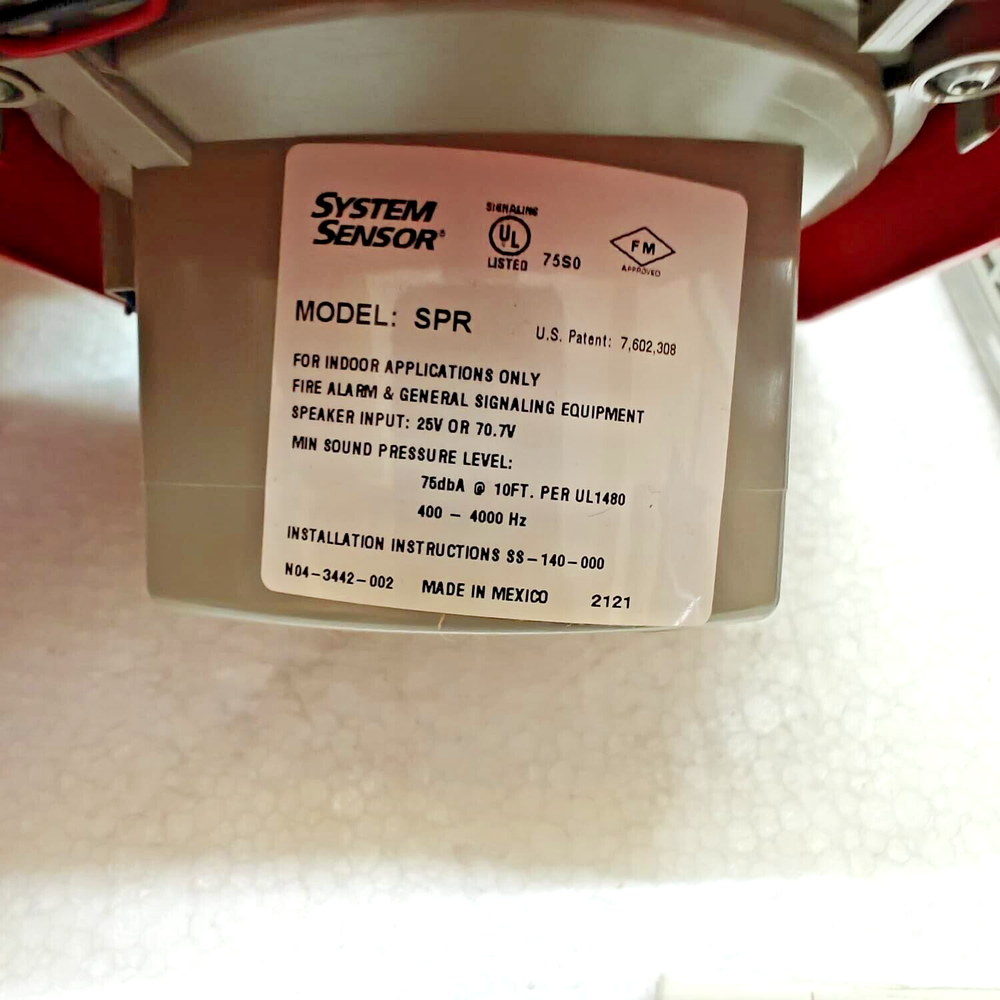 SYSTEM
SENSOR®
SIGNALING
UL
LISTED
75S0
FM
APPROVED
MODEL: SPR
U.S. Patent: 7,602,308
FOR INDOOR APPLICATIONS ONLY
FIRE ALARM & GENERAL SIGNALING EQUIPMENT
SPEAKER INPUT: 25V OR 70.7V
MIN SOUND PRESSURE LEVEL:
75dbA @ 10FT. PER UL1480
400 – 4000 Hz
INSTALLATION INSTRUCTIONS SS–140–000
N04–3442–002 MADE IN MEXICO 2121